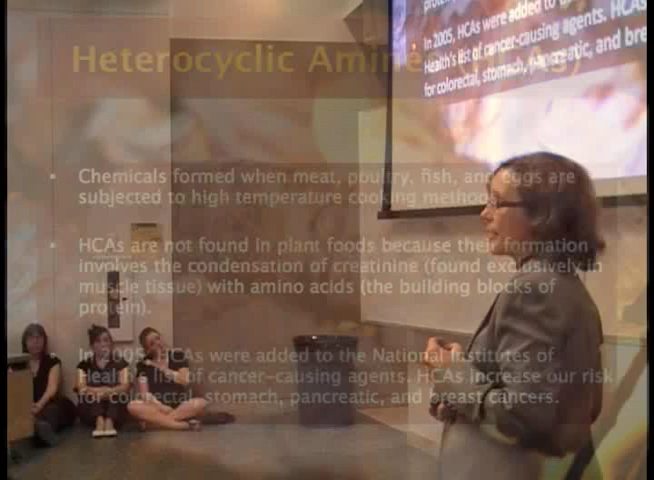 protein).
In 2005, HCAs were added to
Health's list of cancer-causing agents. HCAs
for colorectal, stomach, pancreatic, and bre
Heterocyclic Amine As)
• Chemicals formed when meat, poultry, fish, and eggs are
subjected to high temperature cooking method
• HCAs are not found in plant foods because their formation
involves the condensation of creatinine (found exclusively in
muscle tissue) with amino acids (the building blocks of
protein).
In 2005, HCAs were added to the National Institutes of
Health's list of cancer-causing agents. HCAs increase our risk
for colorectal, stomach, pancreatic, and breast cancers.